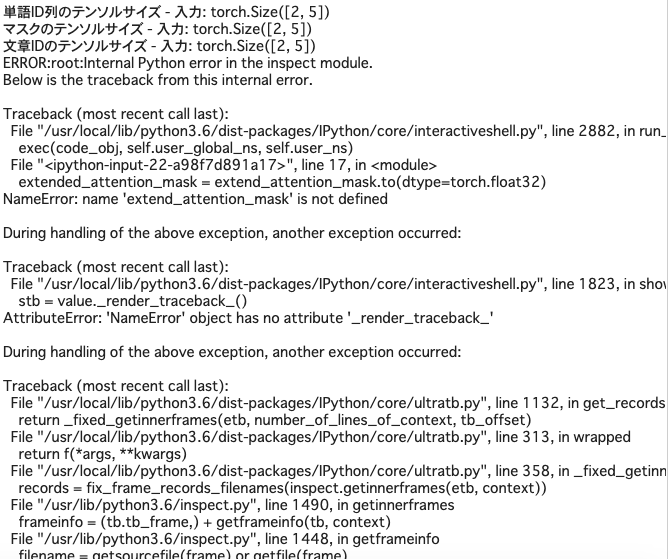 単語ID列のテンソルサイズ - 入力: torch.Size([2, 5])
マスクのテンソルサイズ - 入力: torch.Size([2, 5])
文章IDのテンソルサイズ - 入力: torch.Size([2, 5])
ERROR:root:Internal Python error in the inspect module.
Below is the traceback from this internal error.
Traceback (most recent call last):
File "/usr/local/lib/python3.6/dist-packages/IPython/core/interactiveshell.py", line 2882, in run_
exec(code_obj, self.user_global_ns, self.user_ns)
File "<ipython-input-22-a98f7d891a17>", line 17, in <module>
extended_attention_mask = extend_attention_mask.to(dtype=torch.float32)
NameError: name 'extend_attention_mask' is not defined
During handling of the above exception, another exception occurred:
Traceback (most recent call last):
File "/usr/local/lib/python3.6/dist-packages/IPython/core/interactiveshell.py", line 1823, in show
stb = value._render_traceback_()
AttributeError: 'NameError' object has no attribute '_render_traceback_'
During handling of the above exception, another exception occurred:
Traceback (most recent call last):
File "/usr/local/lib/python3.6/dist-packages/IPython/core/ultratb.py", line 1132, in get_records
return _fixed_getinnerframes(etb, number_of_lines_of_context, tb_offset)
File "/usr/local/lib/python3.6/dist-packages/IPython/core/ultratb.py", line 313, in wrapped
return f(*args, **kwargs)
File "/usr/local/lib/python3.6/dist-packages/IPython/core/ultratb.py", line 358, in _fixed_getinn
records = fix_frame_records_filenames(inspect.getinnerframes(etb, context))
File "/usr/lib/python3.6/inspect.py", line 1490, in getinnerframes
frameinfo = (tb.tb_frame,) + getframeinfo(tb, context)
File "/usr/lib/python3.6/inspect.py", line 1448, in getframeinfo
filename = getsourcefile(frame) or getfile(frame)